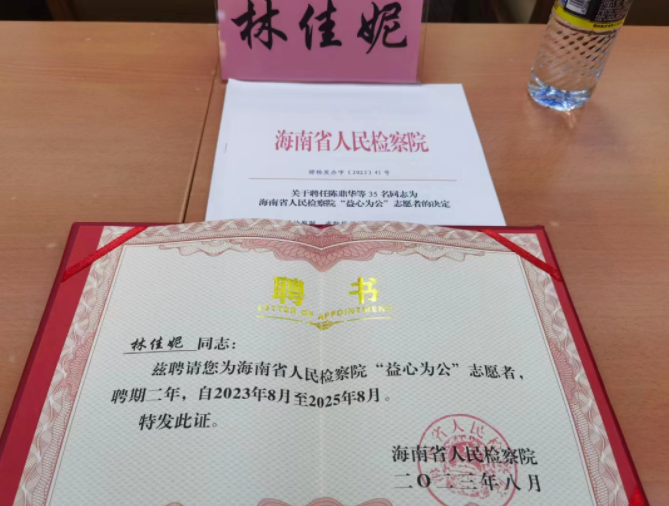 林佳妮
海南省人民检察院
关于聘任陈鼎华等35名同志为
海南省人民检察院“益心为公”志愿者的决定
聘 书
LETTER OF APPOINTMENT
林佳妮 同志：
兹聘请您为海南省人民检察院“益心为公”志愿者，
聘期二年，自2023年8月至2025年8月。
特发此证。
海南省人民检察院
二〇二三年八月